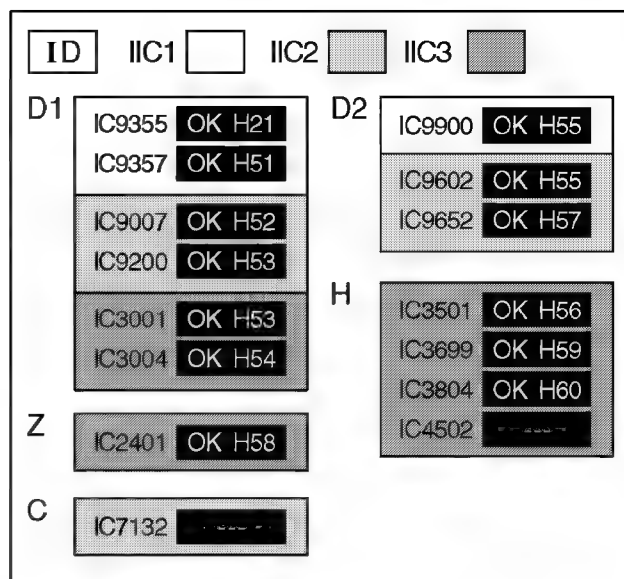 ID IIC1 IIC2 IIC3
D1
IC9355 OK H21
IC9357 OK H51
IC9007 OK H52
IC9200 OK H53
IC3001 OK H53
IC3004 OK H54
Z
IC2401 OK H58
C
IC7132
D2
IC9900 OK H55
IC9602 OK H55
IC9652 OK H57
H
IC3501 OK H56
IC3699 OK H59
IC3804 OK H60
IC4502